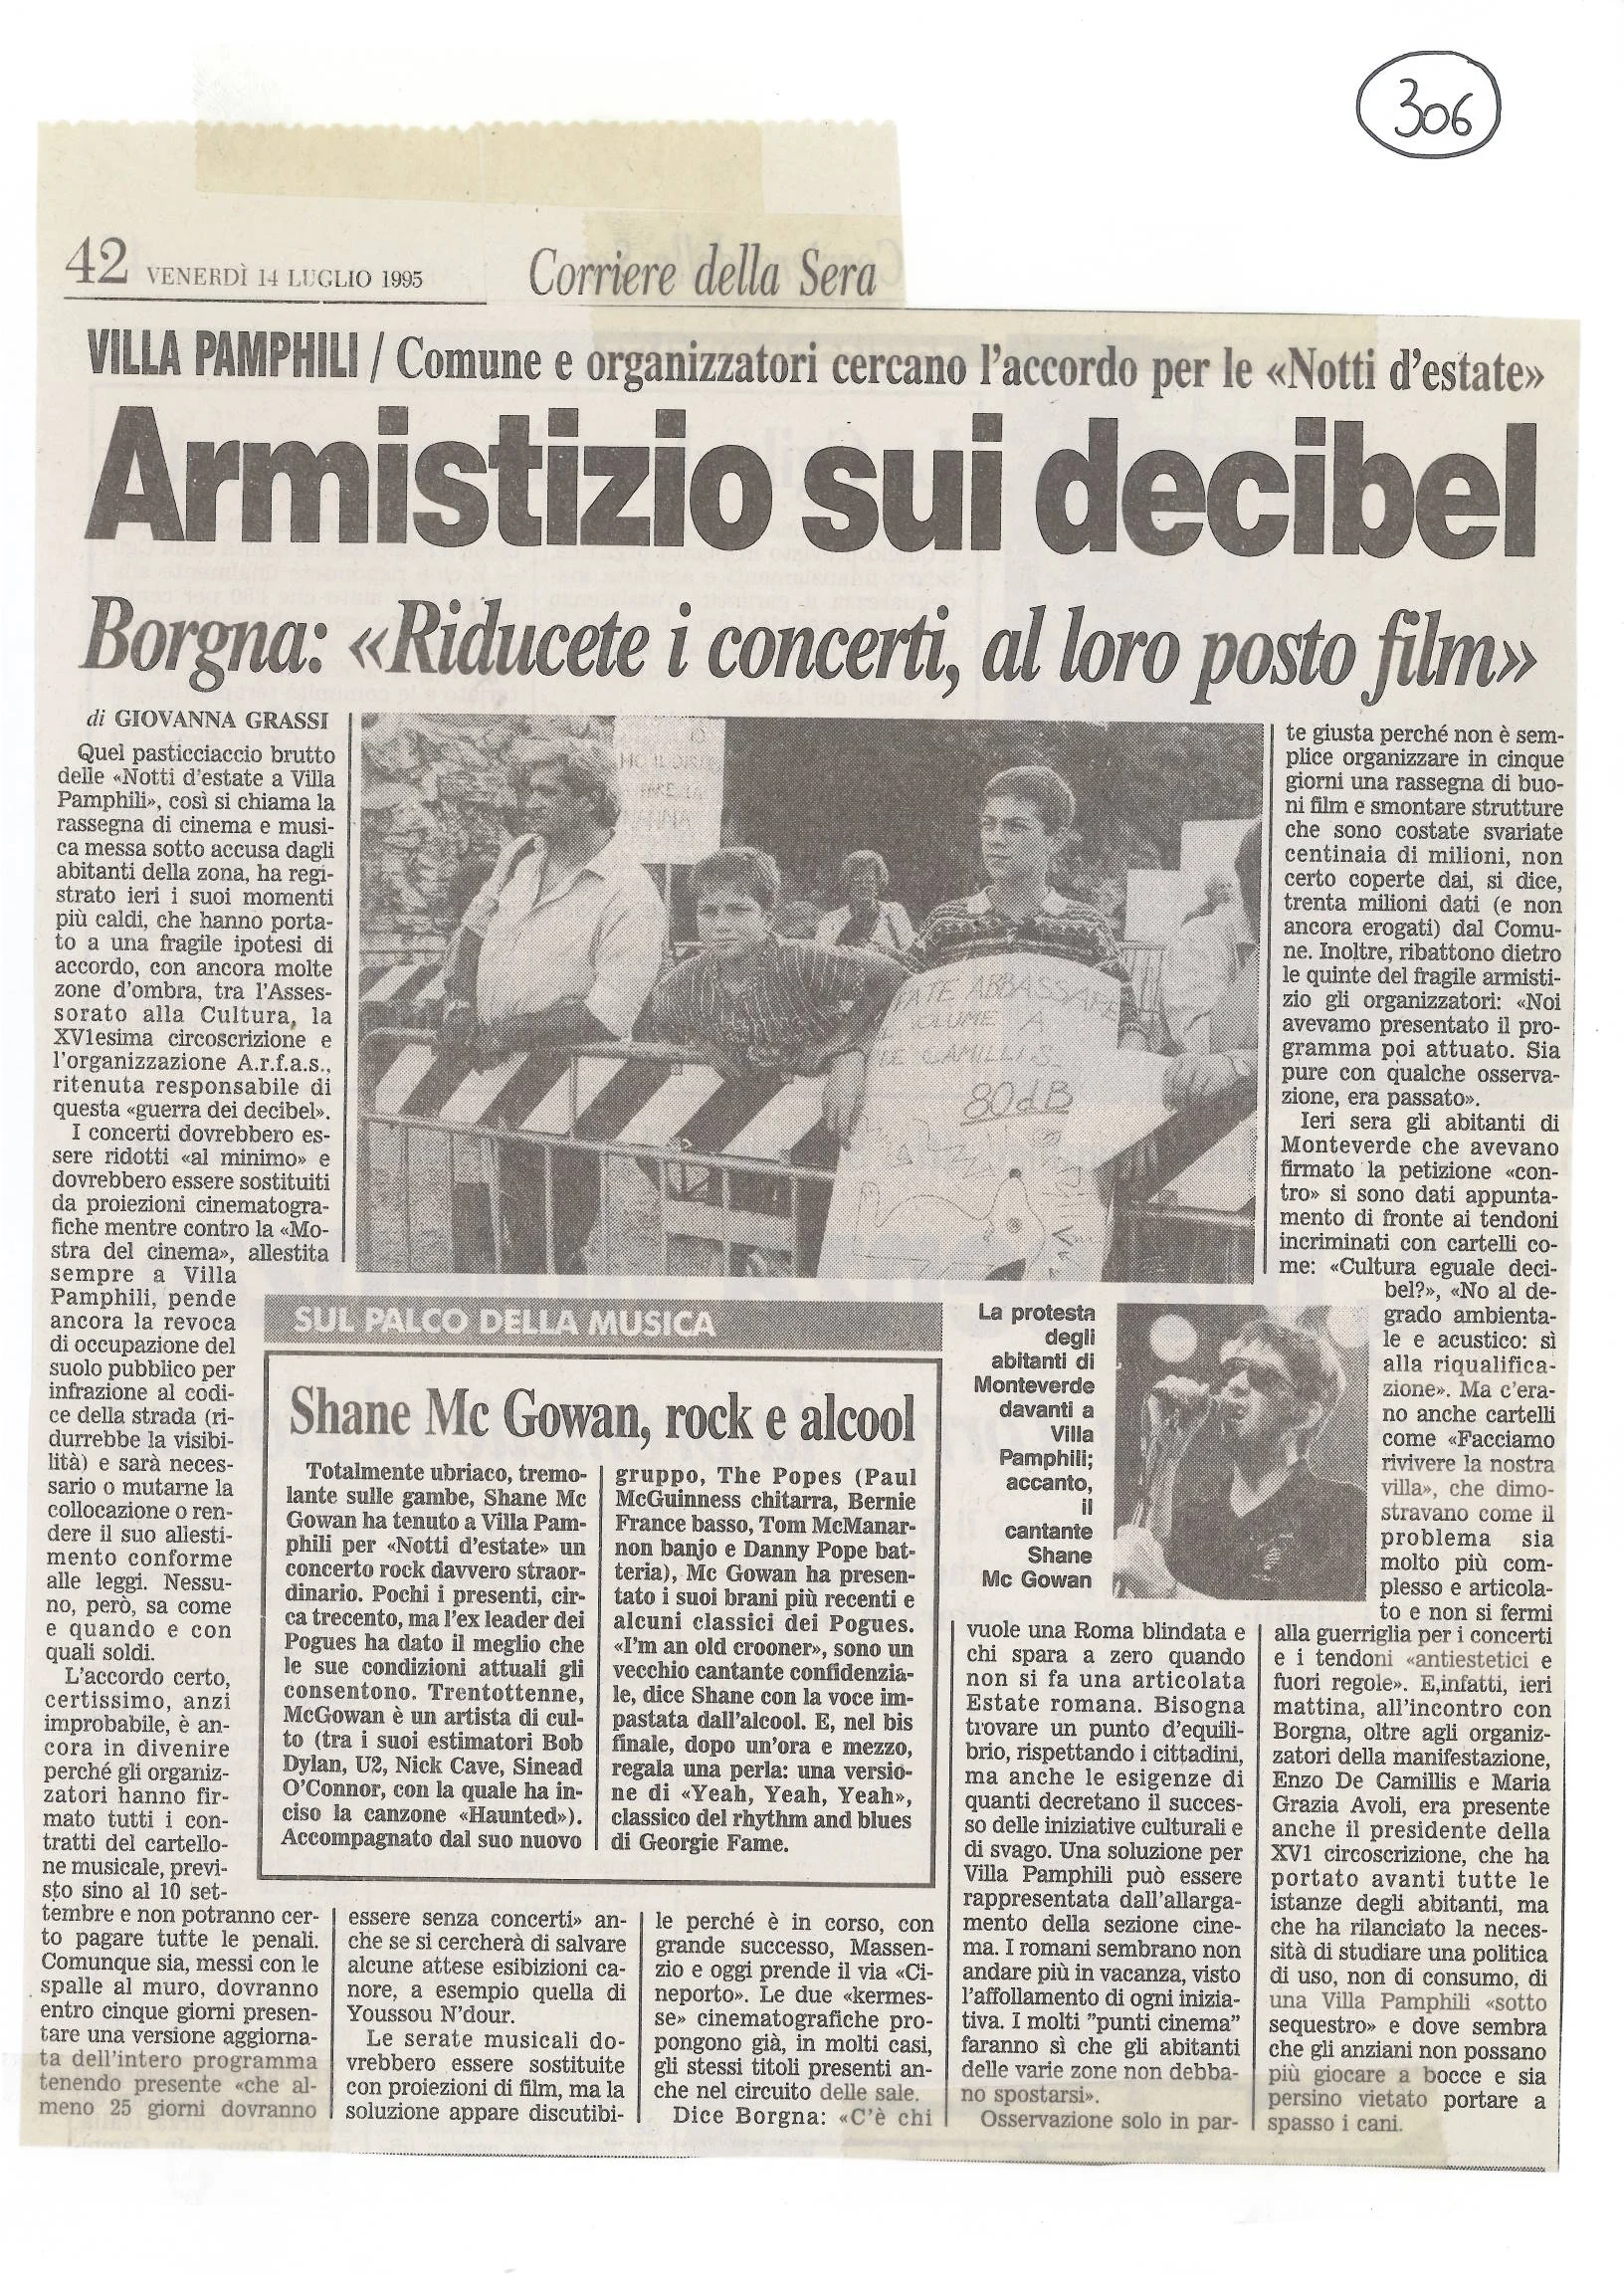 306
42 VENERDÌ 14 LUGLIO 1995
Corriere della Sera
VILLA PAMPHILI / Comune e organizzatori cercano l'accordo per le «Notti d'estate»
Armistizio sui decibel
Borgna: «Riducete i concerti, al loro posto film»
di GIOVANNA GRASSI
Quel pasticciaccio brutto
delle «Notti d'estate a Villa
Pamphili», così si chiama la
rassegna di cinema e musi-
ca messa sotto accusa dagli
abitanti della zona, ha regi-
strato ieri i suoi momenti
più caldi, che hanno porta-
to a una fragile ipotesi di
accordo, con ancora molte
zone d'ombra, tra l'Asses-
sorato alla Cultura, la
XV1esima circoscrizione e
l'organizzazione A.r.f.a.s.,
ritenuta responsabile di
questa «guerra dei decibel».
I concerti dovrebbero es-
sere ridotti «al minimo» e
dovrebbero essere sostituiti
da proiezioni cinematogra-
fiche mentre contro la «Mo-
stra del cinema», allestita
sempre a Villa
Pamphili, pende
ancora la revoca
di occupazione del
suolo pubblico per
infrazione al codi-
ce della strada (ri-
durrebbe la visibi-
lità) e sarà neces-
sario o mutarne la
collocazione o ren-
dere il suo allesti-
mento conforme
alle leggi. Nessu-
no, però, sa come
e quando e con
quali soldi.
L'accordo certo,
certissimo, anzi
improbabile, è an-
cora in divenire
perché gli organiz-
zatori hanno fir-
mato tutti i con-
tratti del cartello-
ne musicale, previ-
sto sino al 10 set-
tembre e non potranno cer-
to pagare tutte le penali.
Comunque sia, messi con le
spalle al muro, dovranno
entro cinque giorni presen-
tare una versione aggiorna-
ta dell'intero programma
tenendo presente «che al-
meno 25 giorni dovranno
essere senza concerti» an-
che se si cercherà di salvare
alcune attese esibizioni ca-
nore, a esempio quella di
Youssou N'dour.
Le serate musicali do-
vrebbero essere sostituite
con proiezioni di film, ma la
soluzione appare discutibi-
le perché è in corso, con
grande successo, Massen-
zio e oggi prende il via «Ci-
neporto». Le due «kermes-
se» cinematografiche pro-
pongono già, in molti casi,
gli stessi titoli presenti an-
che nel circuito delle sale.
Dice Borgna: «C'è chi
vuole una Roma blindata e
chi spara a zero quando
non si fa una articolata
Estate romana. Bisogna
trovare un punto d'equili-
brio, rispettando i cittadini,
ma anche le esigenze di
quanti decretano il succes-
so delle iniziative culturali e
di svago. Una soluzione per
Villa Pamphili può essere
rappresentata dall'allarga-
mento della sezione cine-
ma. I romani sembrano non
andare più in vacanza, visto
l'affollamento di ogni inizia-
tiva. I molti "punti cinema"
faranno sì che gli abitanti
delle varie zone non debba-
no spostarsi».
Osservazione solo in par-
te giusta perché non è sem-
plice organizzare in cinque
giorni una rassegna di buo-
ni film e smontare strutture
che sono costate svariate
centinaia di milioni, non
certo coperte dai, si dice,
trenta milioni dati (e non
ancora erogati) dal Comu-
ne. Inoltre, ribattono dietro
le quinte del fragile armisti-
zio gli organizzatori: «Noi
avevamo presentato il pro-
gramma poi attuato. Sia
pure con qualche osserva-
zione, era passato».
Ieri sera gli abitanti di
Monteverde che avevano
firmato la petizione «con-
tro» si sono dati appunta-
mento di fronte ai tendoni
incriminati con cartelli co-
me: «Cultura eguale deci-
bel?», «No al de-
grado ambienta-
le e acustico: sì
alla riqualifica-
zione». Ma c'era-
no anche cartelli
come «Facciamo
rivivere la nostra
villa», che dimo-
stravano come il
problema sia
molto più com-
plesso e articola-
to e non si fermi
alla guerriglia per i concerti
e i tendoni «antiestetici e
fuori regole». E,infatti, ieri
mattina, all'incontro con
Borgna, oltre agli organiz-
zatori della manifestazione,
Enzo De Camillis e Maria
Grazia Avoli, era presente
anche il presidente della
XV1 circoscrizione, che ha
portato avanti tutte le
istanze degli abitanti, ma
che ha rilanciato la neces-
sità di studiare una politica
di uso, non di consumo, di
una Villa Pamphili «sotto
sequestro» e dove sembra
che gli anziani non possano
più giocare a bocce e sia
persino vietato portare a
spasso i cani.
FATE ABBASSARE
IL VOLUME A
DE CAMILLIS
80dB
La protesta
degli
abitanti di
Monteverde
davanti a
Villa
Pamphili;
accanto,
il
cantante
Shane
Mc Gowan
SUL PALCO DELLA MUSICA
Shane Mc Gowan, rock e alcool
Totalmente ubriaco, tremo-
lante sulle gambe, Shane Mc
Gowan ha tenuto a Villa Pam-
phili per «Notti d'estate» un
concerto rock davvero straor-
dinario. Pochi i presenti, cir-
ca trecento, ma l'ex leader dei
Pogues ha dato il meglio che
le sue condizioni attuali gli
consentono. Trentottenne,
McGowan è un artista di cul-
to (tra i suoi estimatori Bob
Dylan, U2, Nick Cave, Sinead
O'Connor, con la quale ha in-
ciso la canzone «Haunted»).
Accompagnato dal suo nuovo
gruppo, The Popes (Paul
McGuinness chitarra, Bernie
France basso, Tom McManar-
non banjo e Danny Pope bat-
teria), Mc Gowan ha presen-
tato i suoi brani più recenti e
alcuni classici dei Pogues.
«I'm an old crooner», sono un
vecchio cantante confidenzia-
le, dice Shane con la voce im-
pastata dall'alcool. E, nel bis
finale, dopo un'ora e mezzo,
regala una perla: una versio-
ne di «Yeah, Yeah, Yeah»,
classico del rhythm and blues
di Georgie Fame.